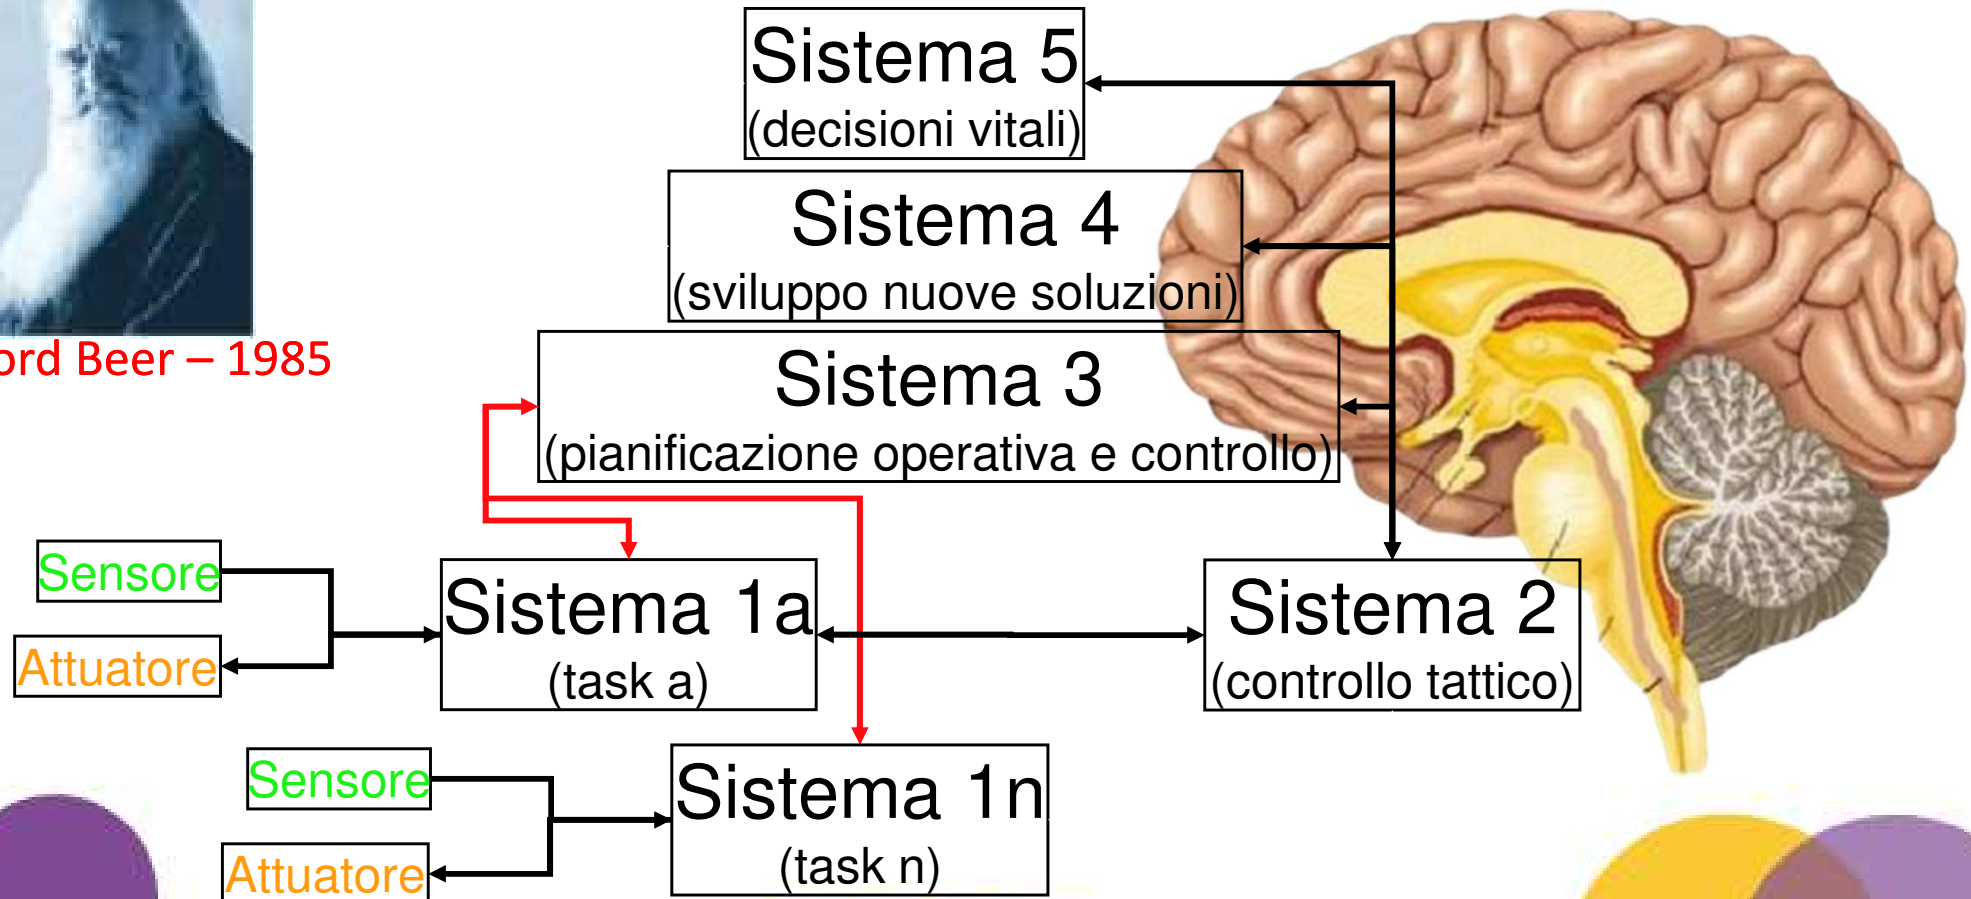 Sistema 5
(decisioni vitali)
Sistema 4
(sviluppo nuove soluzioni)
ord Beer – 1985
Sistema 3
(pianificazione operativa e controllo)
Sensore
Attuatore
Sistema 1a
(task a)
Sistema 2
(controllo tattico)
Sensore
Attuatore
Sistema 1n
(task n)